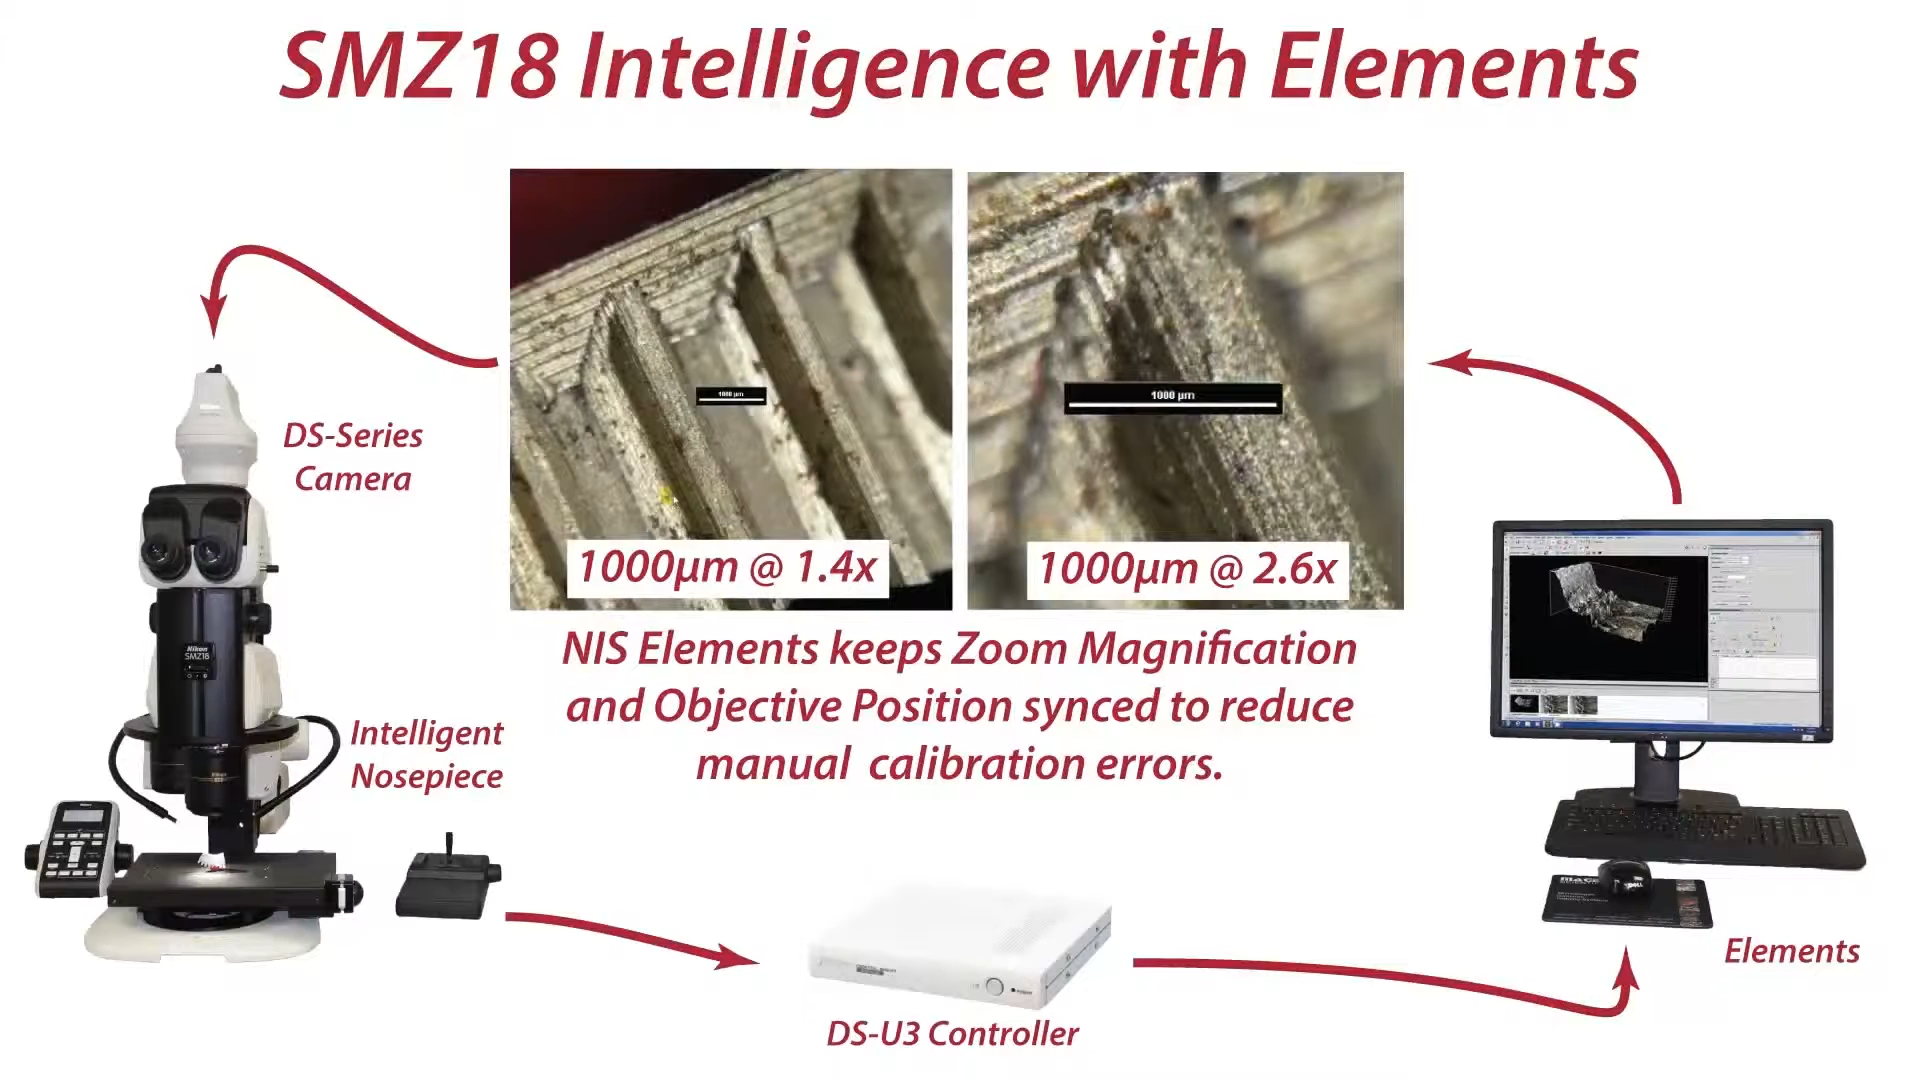 SMZ18 Intelligence with Elements
1000 µm
1000 µm
1000µm @ 1.4x
1000µm @ 2.6x
DS-Series
Camera
NIS Elements keeps Zoom Magnification
and Objective Position synced to reduce
manual calibration errors.
Nikon
SMZ18
Intelligent
Nosepiece
DELL
Elements
DS-U3 Controller